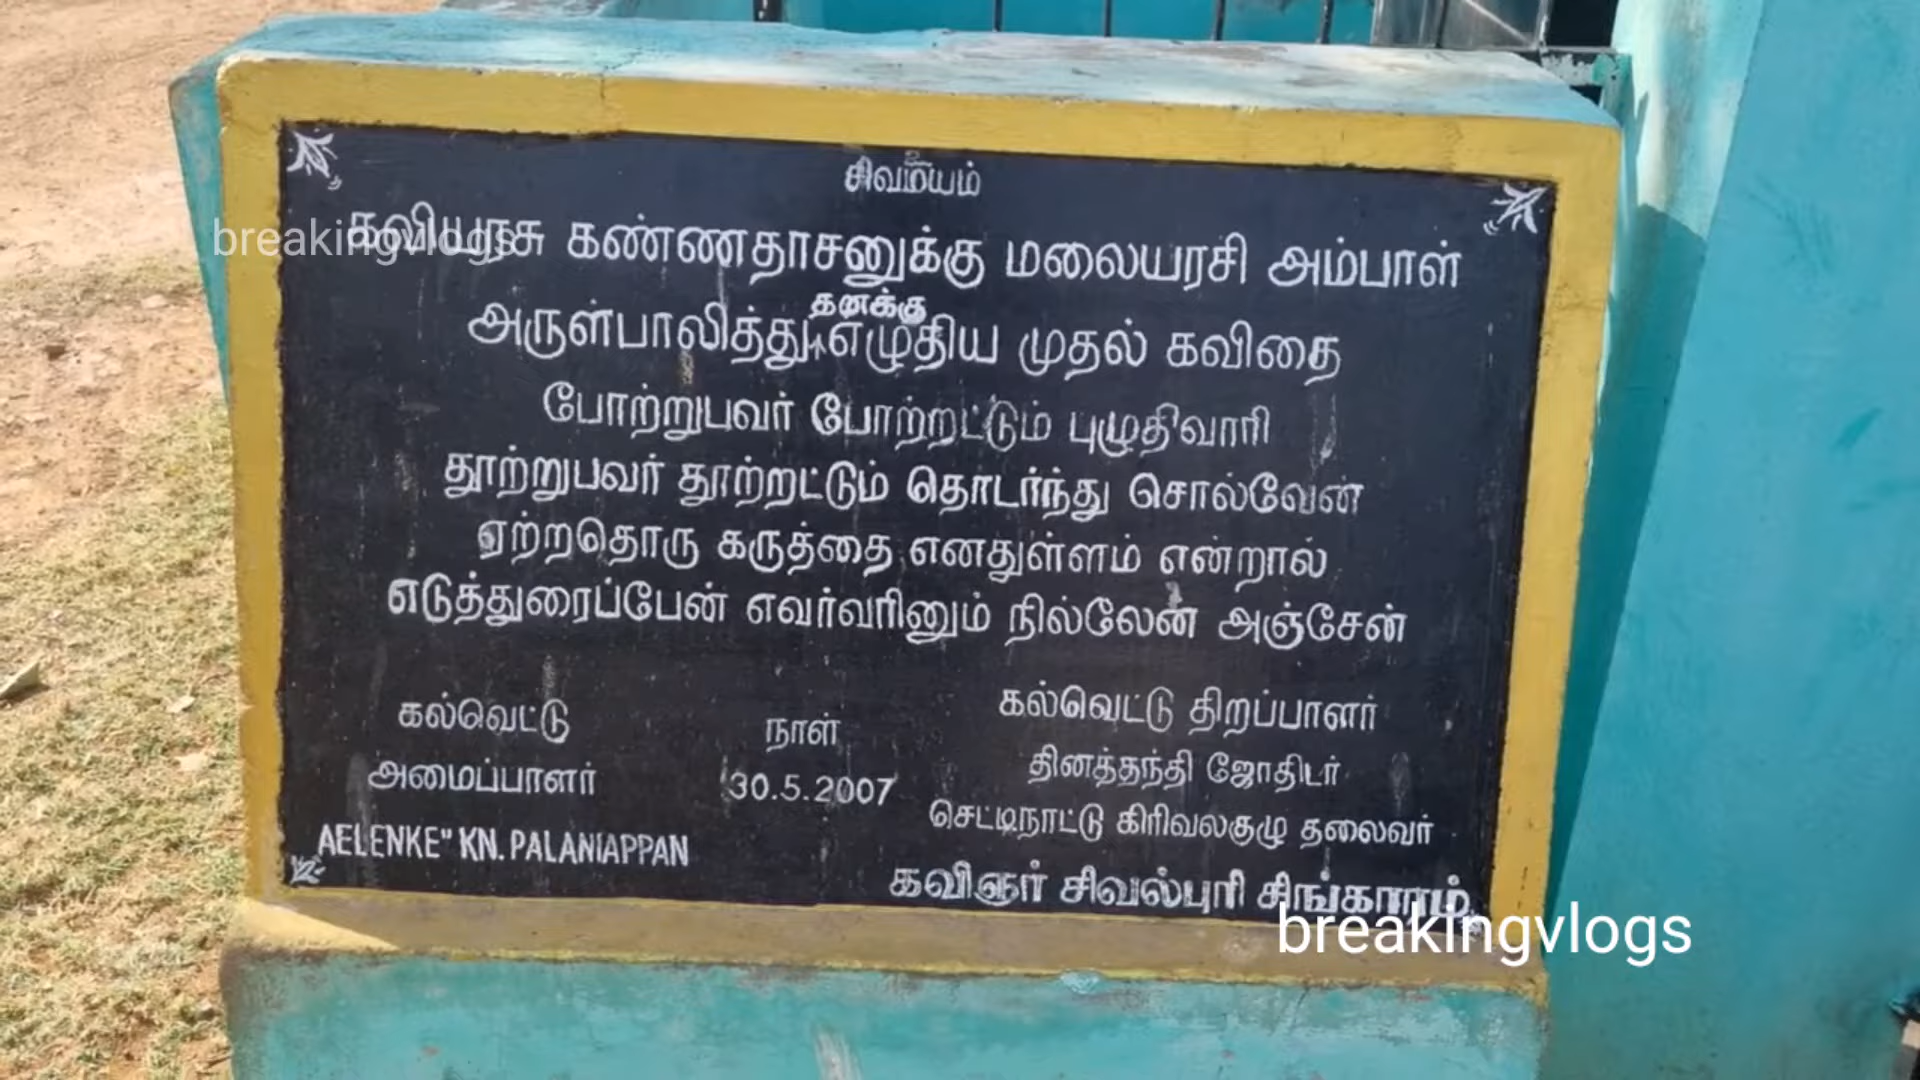 சிவமயம்
கவியரசு கண்ணதாசனுக்கு மலையரசி அம்பாள்
தனக்கு
அருள்பாலித்து எழுதிய முதல் கவிதை
போற்றுபவர் போற்றட்டும் புழுதிவாரி
தூற்றுபவர் தூற்றட்டும் தொடர்ந்து சொல்வேன்
ஏற்றதொரு கருத்தை எனதுள்ளம் என்றால்
எடுத்துரைப்பேன் எவர்வரினும் நில்லேன் அஞ்சேன்
கல்வெட்டு
அமைப்பாளர்
AELENKE" KN. PALANIAPPAN
நாள்
30.5.2007
கல்வெட்டு திறப்பாளர்
தினத்தந்தி ஜோதிடர்
செட்டிநாட்டு கிரிவலகுழு தலைவர்
கவிஞர் சிவல்புரி சிங்காரம்
breakingvlogs
breakingvlogs